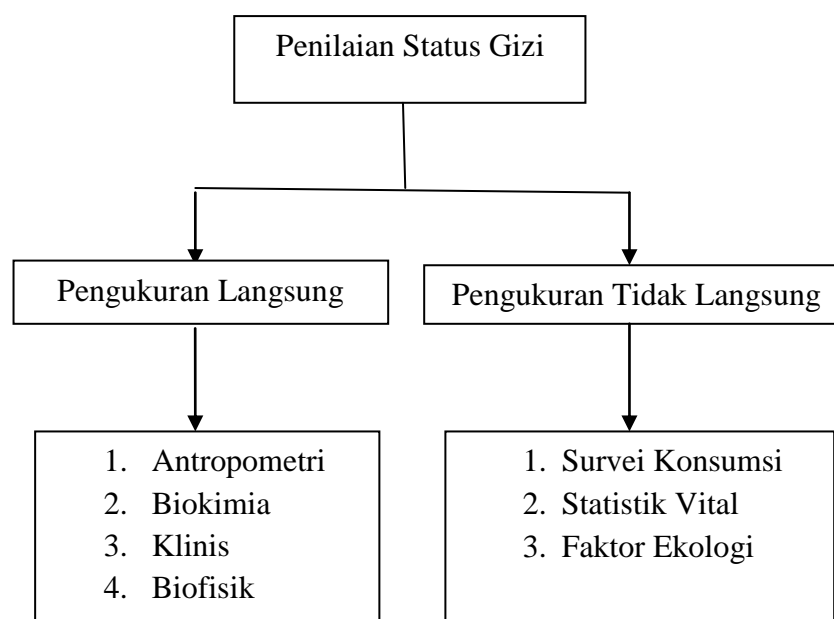 Penilaian Status Gizi
Pengukuran Langsung
Pengukuran Tidak Langsung
1. Antropometri
2. Biokimia
3. Klinis
4. Biofisik
1. Survei Konsumsi
2. Statistik Vital
3. Faktor Ekologi